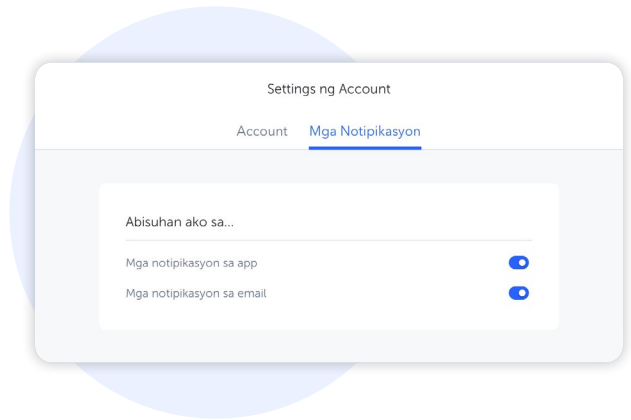 Settings ng Account
Account Mga Notipikasyon
Abisuhan ako sa...
Mga notipikasyon sa app
Mga notipikasyon sa email